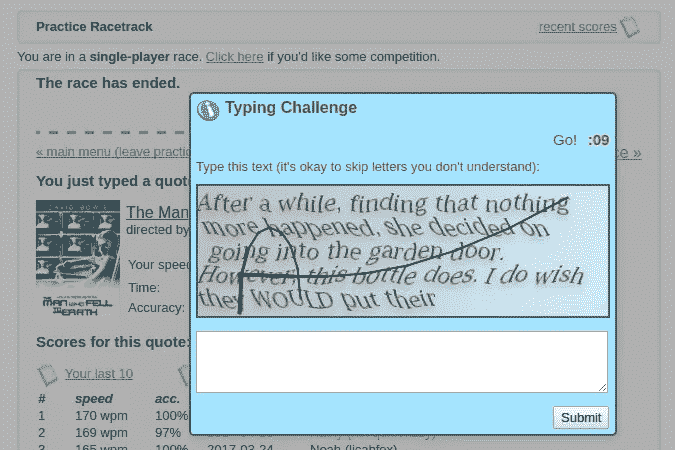 Practice Racetrack
recent scores
You are in a single-player race. Click here if you'd like some competition.
The race has ended.
Typing Challenge
Go! :09
« main menu (leave practic
»
Type this text (it's okay to skip letters you don't understand):
You just typed a quot
After a while, finding that nothing
more happened, she decided on
going into the garden door.
However, this bottle does. I do wish
they WOULD put their
The Man
directed by
Your speed
Time:
Accuracy:
THE MAN WHO FELL TO EARTH
Scores for this quote:
Your last 10
Submit
# speed acc.
1 170 wpm 100%
2 169 wpm 97%
3 165 wpm 100% 2017-03-24